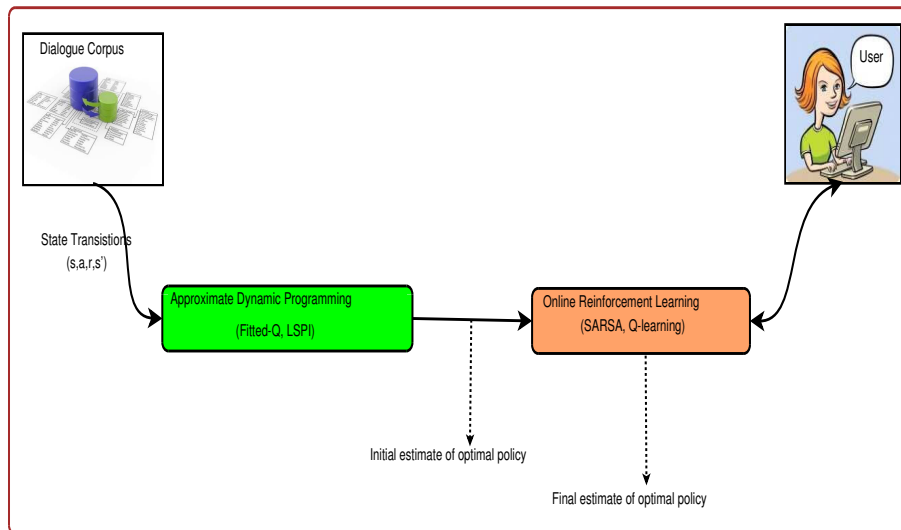 Dialogue Corpus
User
State Transistions
(s,a,r,s')
Approximate Dynamic Programming
(Fitted-Q, LSPI)
Online Reinforcement Learning
(SARSA, Q-learning)
Initial estimate of optimal policy
Final estimate of optimal policy